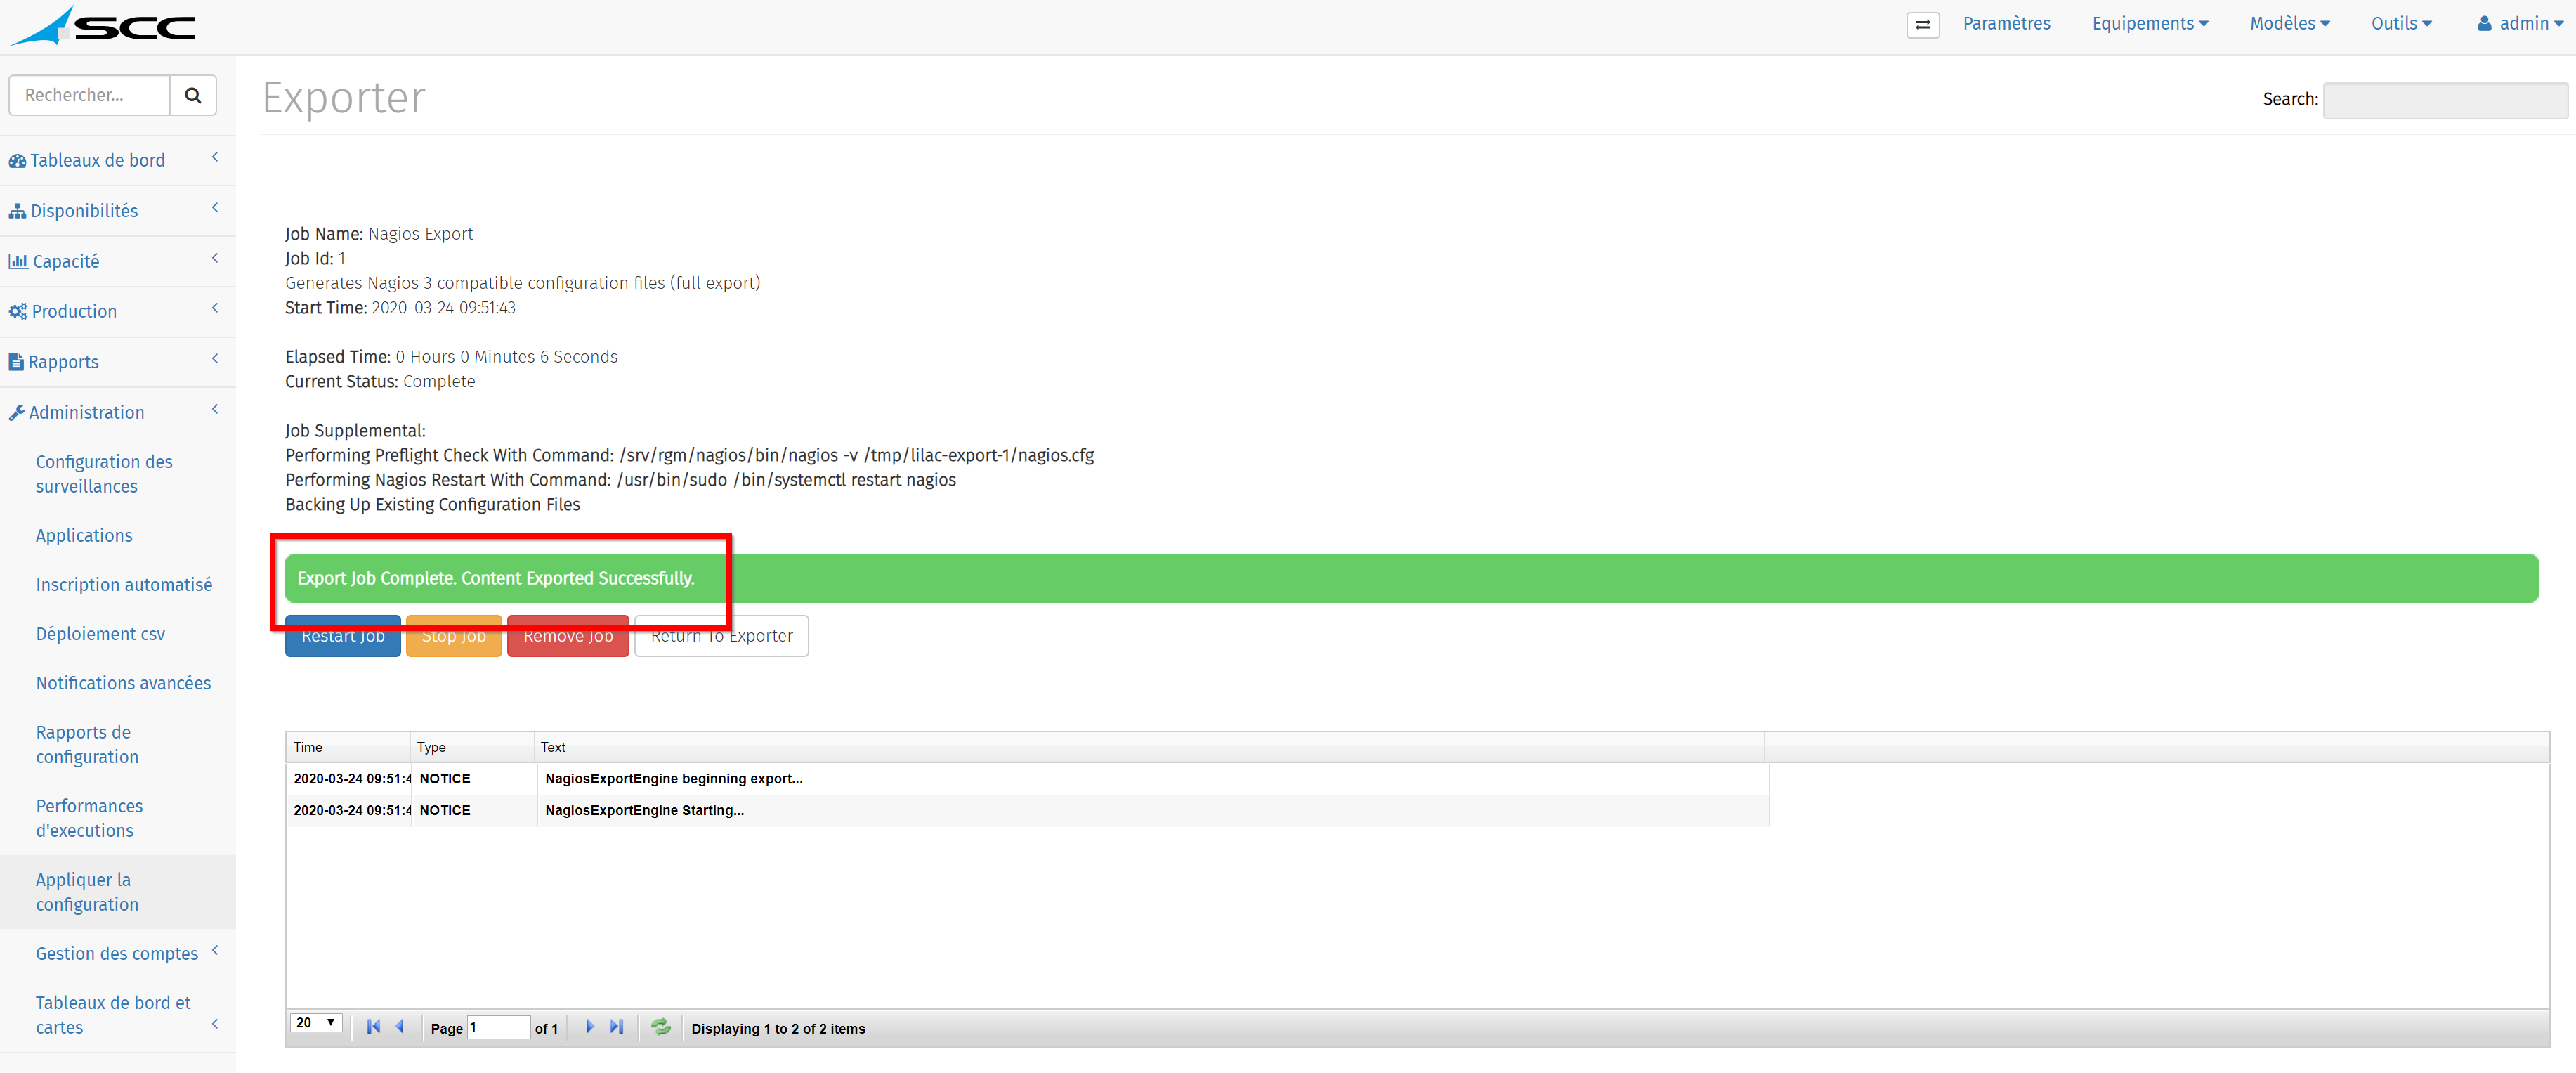 SCC
Paramètres
Equipements
Modèles
Outils
admin
Rechercher...
Exporter
Search:
Tableaux de bord
Disponibilités
Capacité
Production
Rapports
Administration
Configuration des
surveillances
Applications
Inscription automatisé
Déploiement csv
Notifications avancées
Rapports de
configuration
Performances
d'executions
Appliquer la
configuration
Gestion des comptes
Tableaux de bord et
cartes
Job Name: Nagios Export
Job Id: 1
Generates Nagios 3 compatible configuration files (full export)
Start Time: 2020-03-24 09:51:43
Elapsed Time: 0 Hours 0 Minutes 6 Seconds
Current Status: Complete
Job Supplemental:
Performing Preflight Check With Command: /srv/rgm/nagios/bin/nagios -v /tmp/lilac-export-1/nagios.cfg
Performing Nagios Restart With Command: /usr/bin/sudo /bin/systemctl restart nagios
Backing Up Existing Configuration Files
Export Job Complete. Content Exported Successfully.
Restart Job Stop Job Remove Job Return To Exporter
Time Type Text
2020-03-24 09:51:4 NOTICE NagiosExportEngine beginning export...
2020-03-24 09:51:4 NOTICE NagiosExportEngine Starting...
20 Page 1 of 1 Displaying 1 to 2 of 2 items